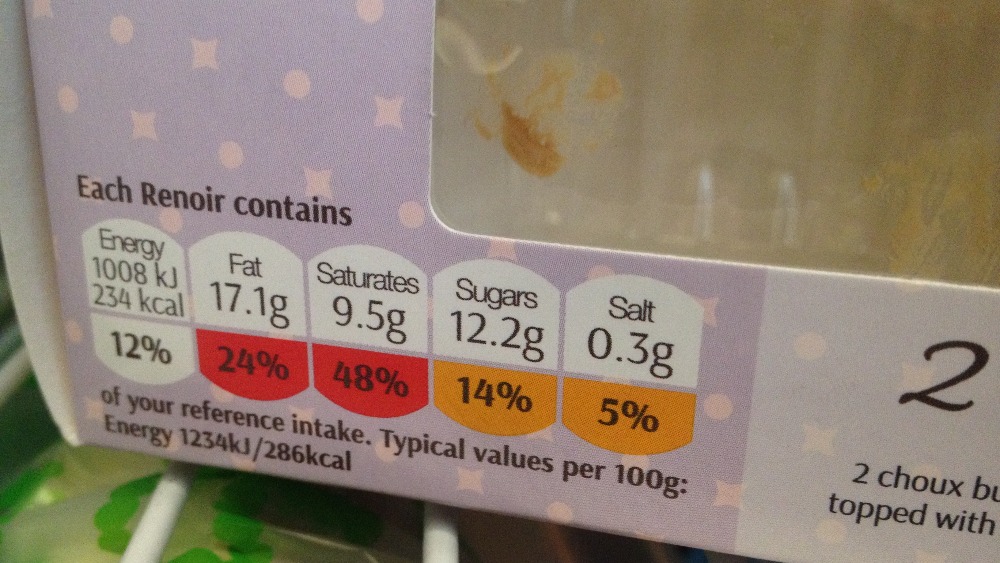 Each Renoir contains
Energy
1008 kJ
234 kcal
12%
Fat
17.1g
24%
Saturates
9.5g
48%
Sugars
12.2g
14%
Salt
0.3g
5%
of your reference intake. Typical values per 100g:
Energy 1234kJ/286kcal
2
2 choux
topped with